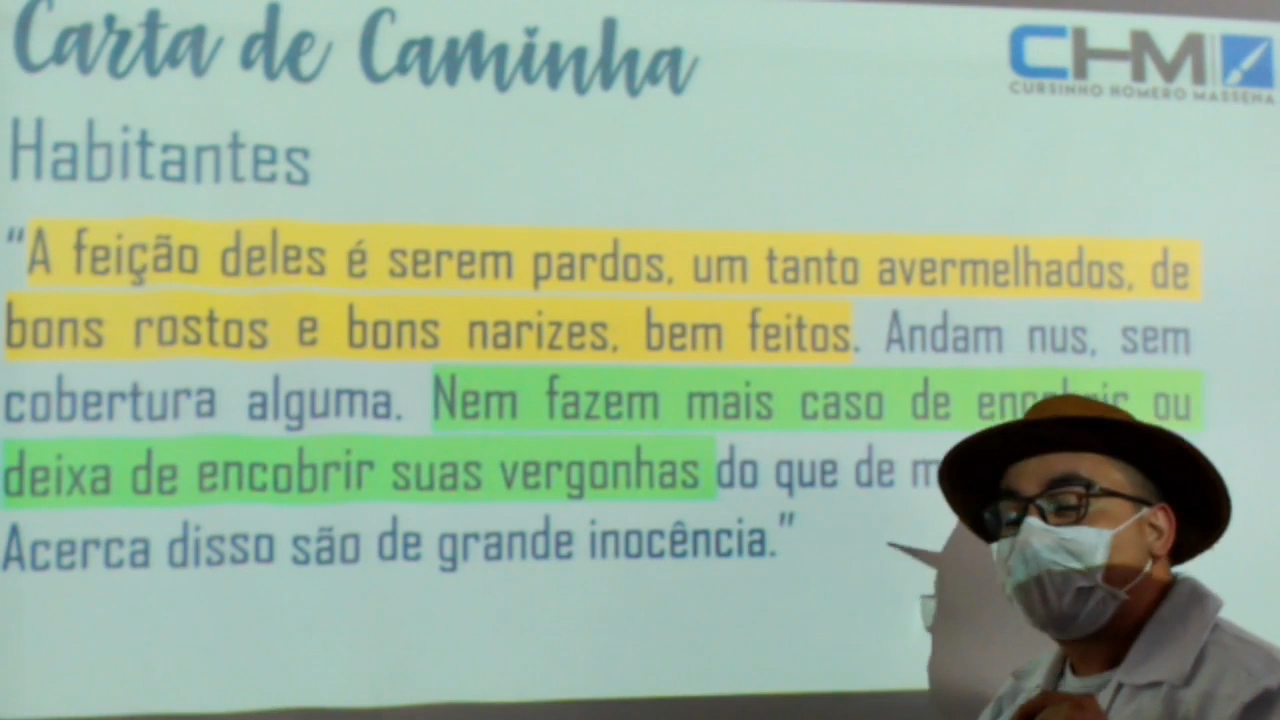 Carta de Caminha
CHM
CURSINHO HOMERO MASSENA
Habitantes
“A feição deles é serem pardos, um tanto avermelhados, de
bons rostos e bons narizes, bem feitos. Andam nus, sem
cobertura alguma. Nem fazem mais caso de encobrir ou
deixa de encobrir suas vergonhas do que de
Acerca disso são de grande inocência.”